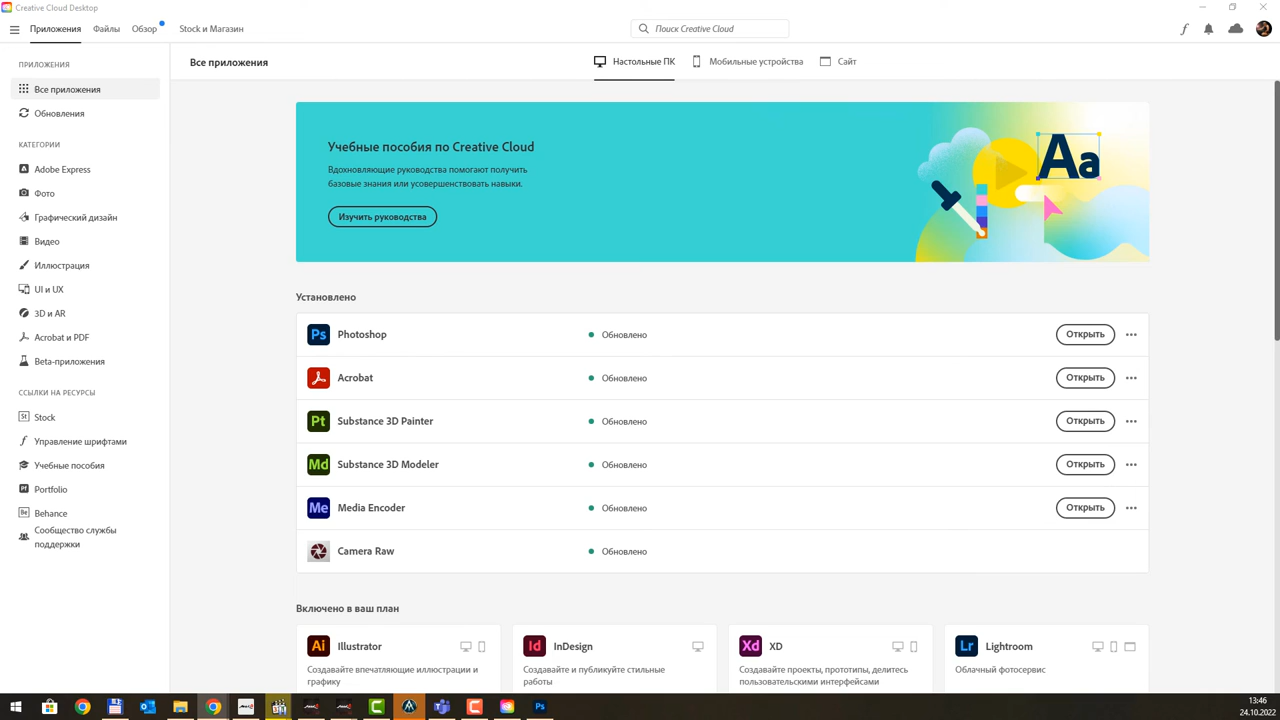 Creative Cloud Desktop
Приложения Файлы Обзор Stock и Магазин
Поиск Creative Cloud
ПРИЛОЖЕНИЯ
Все приложения
Обновления
КАТЕГОРИИ
Adobe Express
Фото
Графический дизайн
Видео
Иллюстрация
UI и UX
3D и AR
Acrobat и PDF
Beta-приложения
ССЫЛКИ НА РЕСУРСЫ
St Stock
Управление шрифтами
Учебные пособия
Pf Portfolio
Be Behance
Сообщество службы
поддержки
Все приложения
Настольные ПК Мобильные устройства Сайт
Учебные пособия по Creative Cloud
Вдохновляющие руководства помогают получить
базовые знания или усовершенствовать навыки.
Изучить руководства
Aa
Установлено
Ps Photoshop Обновлено Открыть
Acrobat Обновлено Открыть
Pt Substance 3D Painter Обновлено Открыть
Md Substance 3D Modeler Обновлено Открыть
Me Media Encoder Обновлено Открыть
Camera Raw Обновлено
Включено в ваш план
Ai Illustrator
Создавайте впечатляющие иллюстрации и
графику
Id InDesign
Создавайте и публикуйте стильные
работы
Xd XD
Создавайте проекты, прототипы, делитесь
пользовательскими интерфейсами
Lr Lightroom
Облачный фотосервис
Ps
13:46
24.10.2022